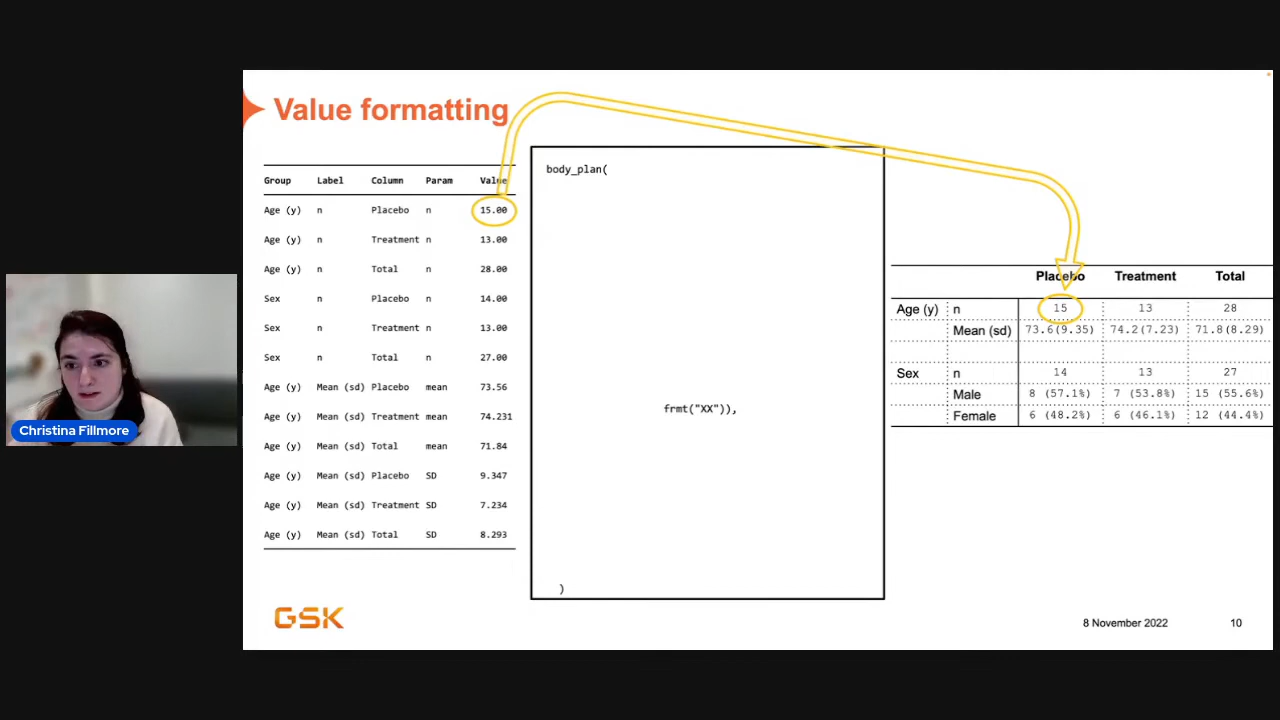 Value formatting
Group Label Column Param Value
Age (y) n Placebo n 15.00
Age (y) n Treatment n 13.00
Age (y) n Total n 28.00
Sex n Placebo n 14.00
Sex n Treatment n 13.00
Sex n Total n 27.00
Age (y) Mean (sd) Placebo mean 73.56
Age (y) Mean (sd) Treatment mean 74.231
Age (y) Mean (sd) Total mean 71.84
Age (y) Mean (sd) Placebo SD 9.347
Age (y) Mean (sd) Treatment SD 7.234
Age (y) Mean (sd) Total SD 8.293
body_plan(
frmt("XX")),
)
Placebo Treatment Total
Age (y) n 15 13 28
Mean (sd) 73.6(9.35) 74.2(7.23) 71.8(8.29)
Sex n 14 13 27
Male 8 (57.1%) 7 (53.8%) 15 (55.6%)
Female 6 (48.2%) 6 (46.1%) 12 (44.4%)
Christina Fillmore
GSK
8 November 2022 10